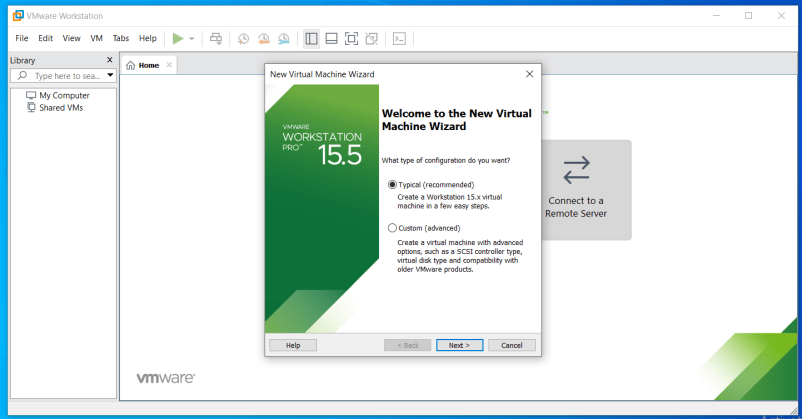 VMware Workstation
File Edit View VM Tabs Help
Library X
Type here to sea...
My Computer
Shared VMs
Home
New Virtual Machine Wizard
VMWARE
WORKSTATION
PRO™ 15.5
Welcome to the New Virtual
Machine Wizard
What type of configuration do you want?
Typical (recommended)
Create a Workstation 15.x virtual
machine in a few easy steps.
Custom (advanced)
Create a virtual machine with advanced
options, such as a SCSI controller type,
virtual disk type and compatibility with
older VMware products.
Help < Back Next > Cancel
™
Connect to a
Remote Server
vmware®